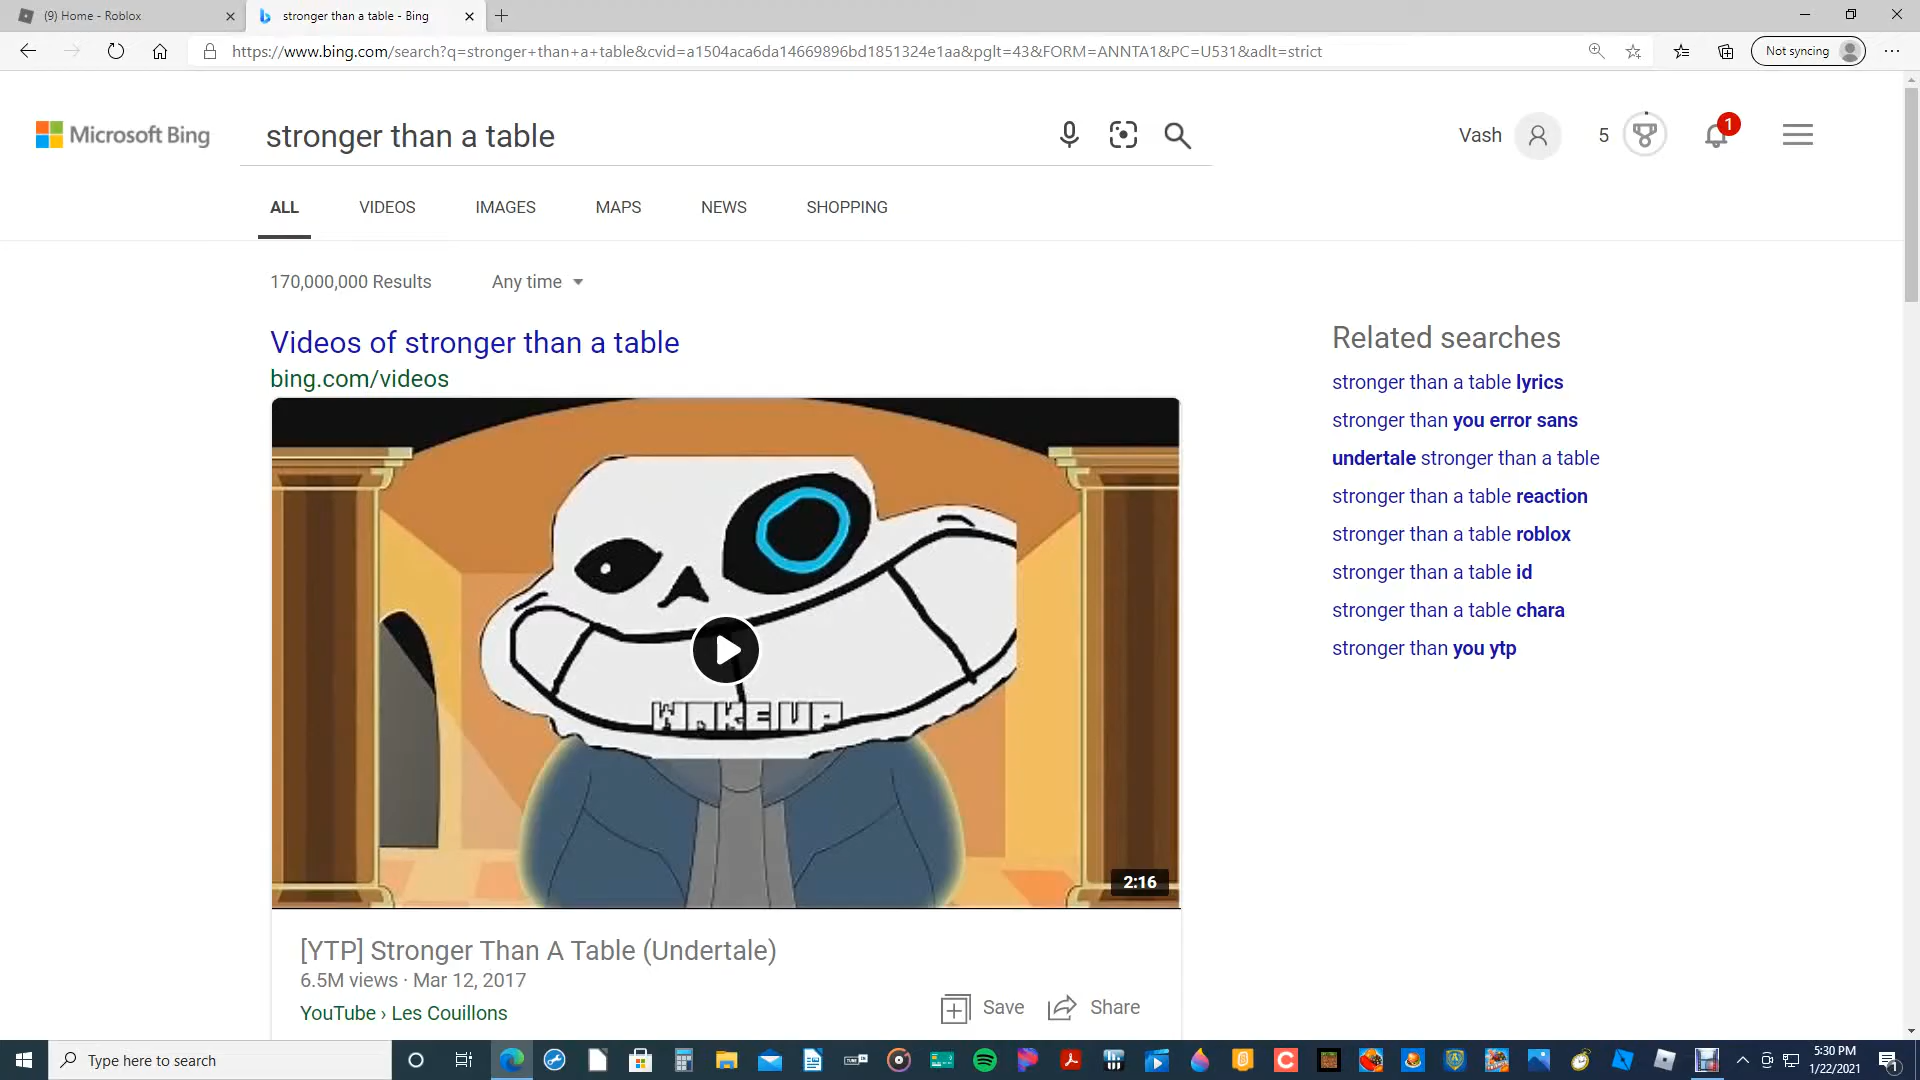 (9) Home - Roblox
stronger than a table - Bing
https://www.bing.com/search?q=stronger+than+a+table&cvid=a1504aca6da14669896bd1851324e1aa&pglt=43&FORM=ANNTA1&PC=U531&adlt=strict
Not syncing
Microsoft Bing
stronger than a table
Vash
5
1
ALL
VIDEOS
IMAGES
MAPS
NEWS
SHOPPING
170,000,000 Results
Any time
Videos of stronger than a table
bing.com/videos
WAKE UP
2:16
[YTP] Stronger Than A Table (Undertale)
6.5M views · Mar 12, 2017
YouTube › Les Couillons
Save
Share
Related searches
stronger than a table lyrics
stronger than you error sans
undertale stronger than a table
stronger than a table reaction
stronger than a table roblox
stronger than a table id
stronger than a table chara
stronger than you ytp
Type here to search
5:30 PM
1/22/2021
1